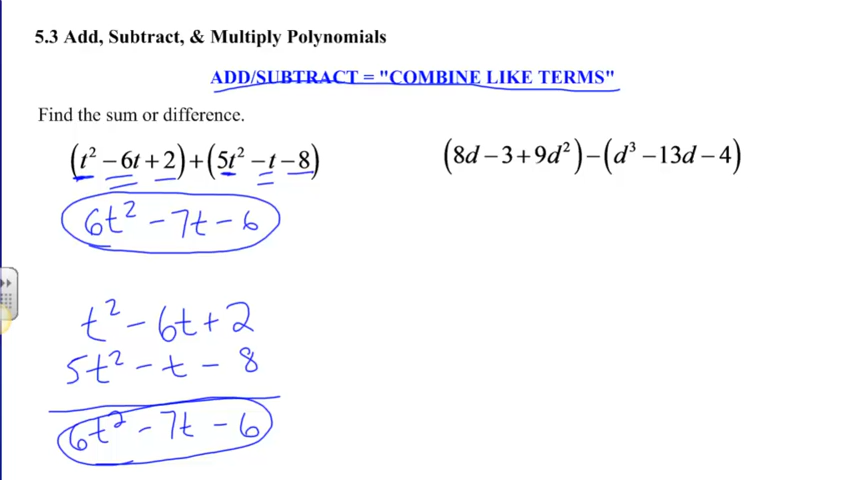 5.3 Add, Subtract, & Multiply Polynomials
ADD/SUBTRACT = "COMBINE LIKE TERMS"
Find the sum or difference.
(t² − 6t + 2) + (5t² − t − 8)
(8d − 3 + 9d²) − (d³ − 13d − 4)
6t² − 7t − 6
t² − 6t + 2
5t² − t − 8
6t² − 7t − 6